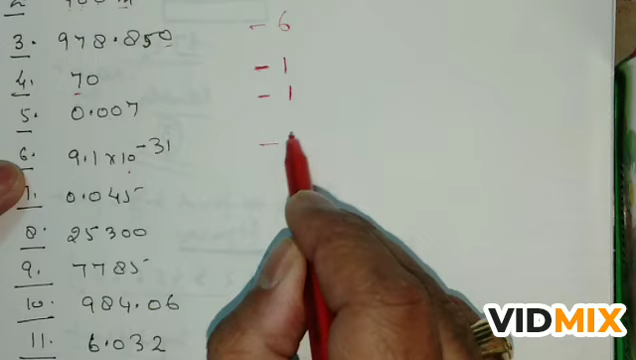 3. 978.850 - 6
4. 70 - 1
5. 0.007 - 1
6. 9.1 x 10-31 -
7. 0.045
8. 25300
9. 7785
10. 984.06
11. 6.032
VIDMIX